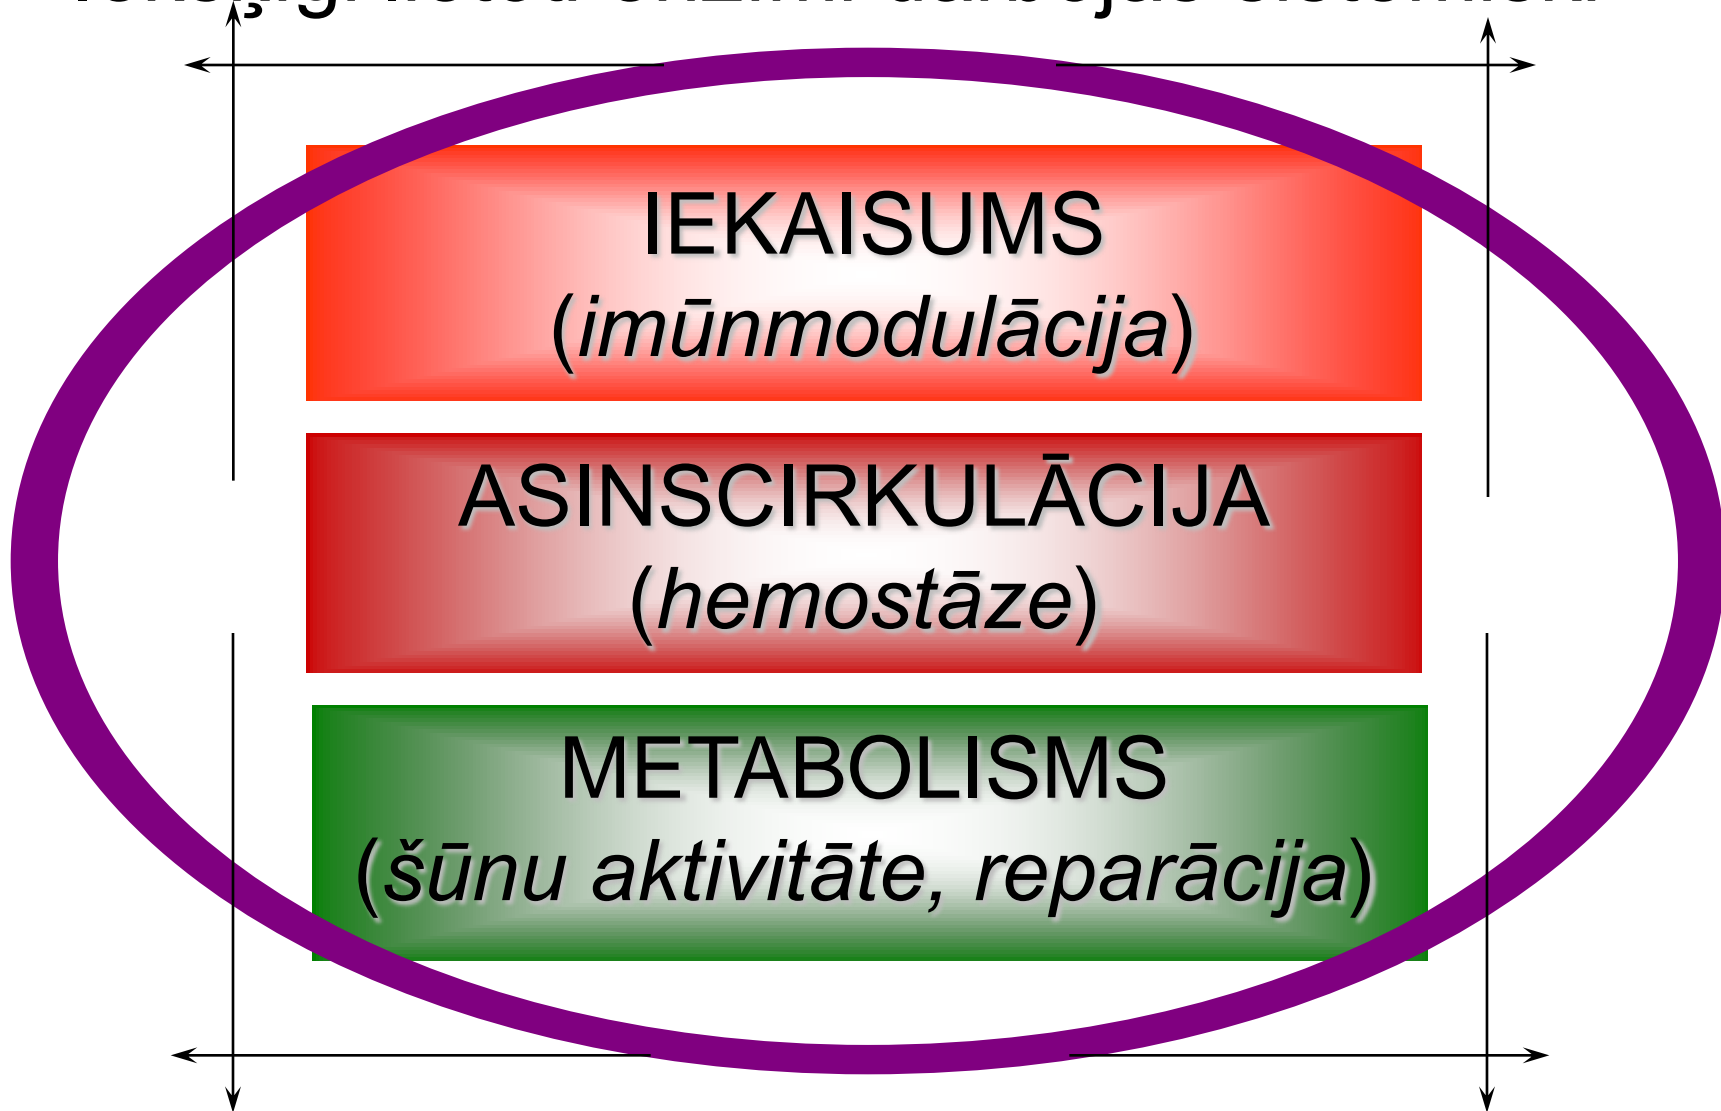 IEKAISUMS
(imūnmodulācija)
ASINSCIRKULĀCIJA
(hemostāze)
METABOLISMS
(šūnu aktivitāte, reparācija)